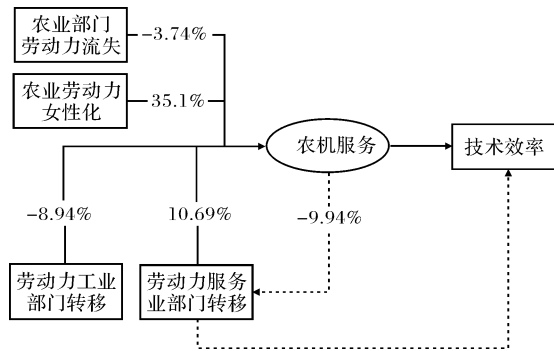 农业部门
劳动力流失
-3.74%
农业劳动力
女性化
35.1%
农机服务
技术效率
-8.94%
10.69%
-9.94%
劳动力工业
部门转移
劳动力服务
业部门转移